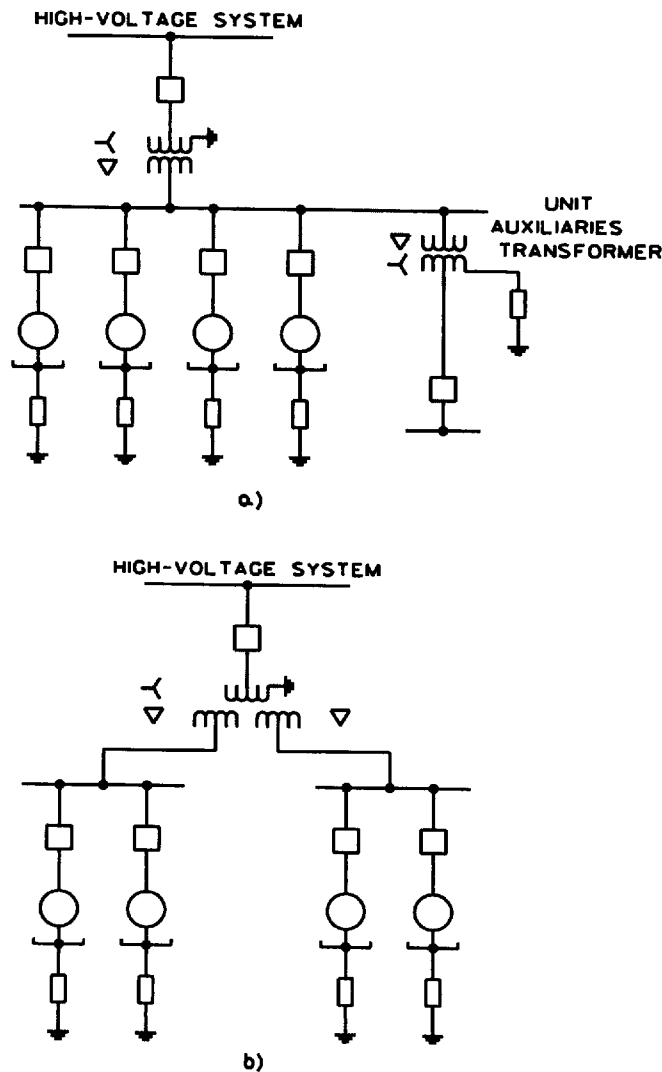 HIGH-VOLTAGE SYSTEM
UNIT
AUXILIARIES
TRANSFORMER
a)
HIGH-VOLTAGE SYSTEM
b)